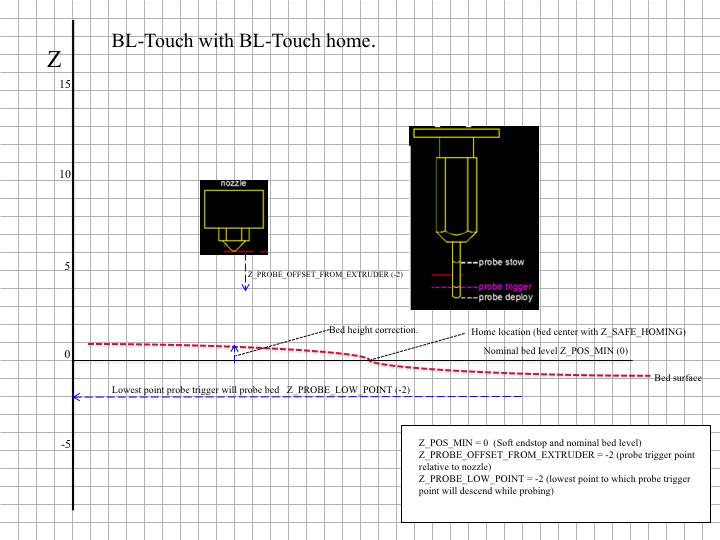 BL-Touch with BL-Touch home.
Z
15
10
5
0
-5
nozzle
Z_PROBE_OFFSET_FROM_EXTRUDER (-2)
probe stow
probe trigger
probe deploy
Bed height correction.
Home location (bed center with Z_SAFE_HOMING)
Nominal bed level Z_POS_MIN (0)
Bed surface
Lowest point probe trigger will probe bed Z_PROBE_LOW_POINT (-2)
Z_POS_MIN = 0 (Soft endstop and nominal bed level)
Z_PROBE_OFFSET_FROM_EXTRUDER = -2 (probe trigger point
relative to nozzle)
Z_PROBE_LOW_POINT = -2 (lowest point to which probe trigger
point will descend while probing)